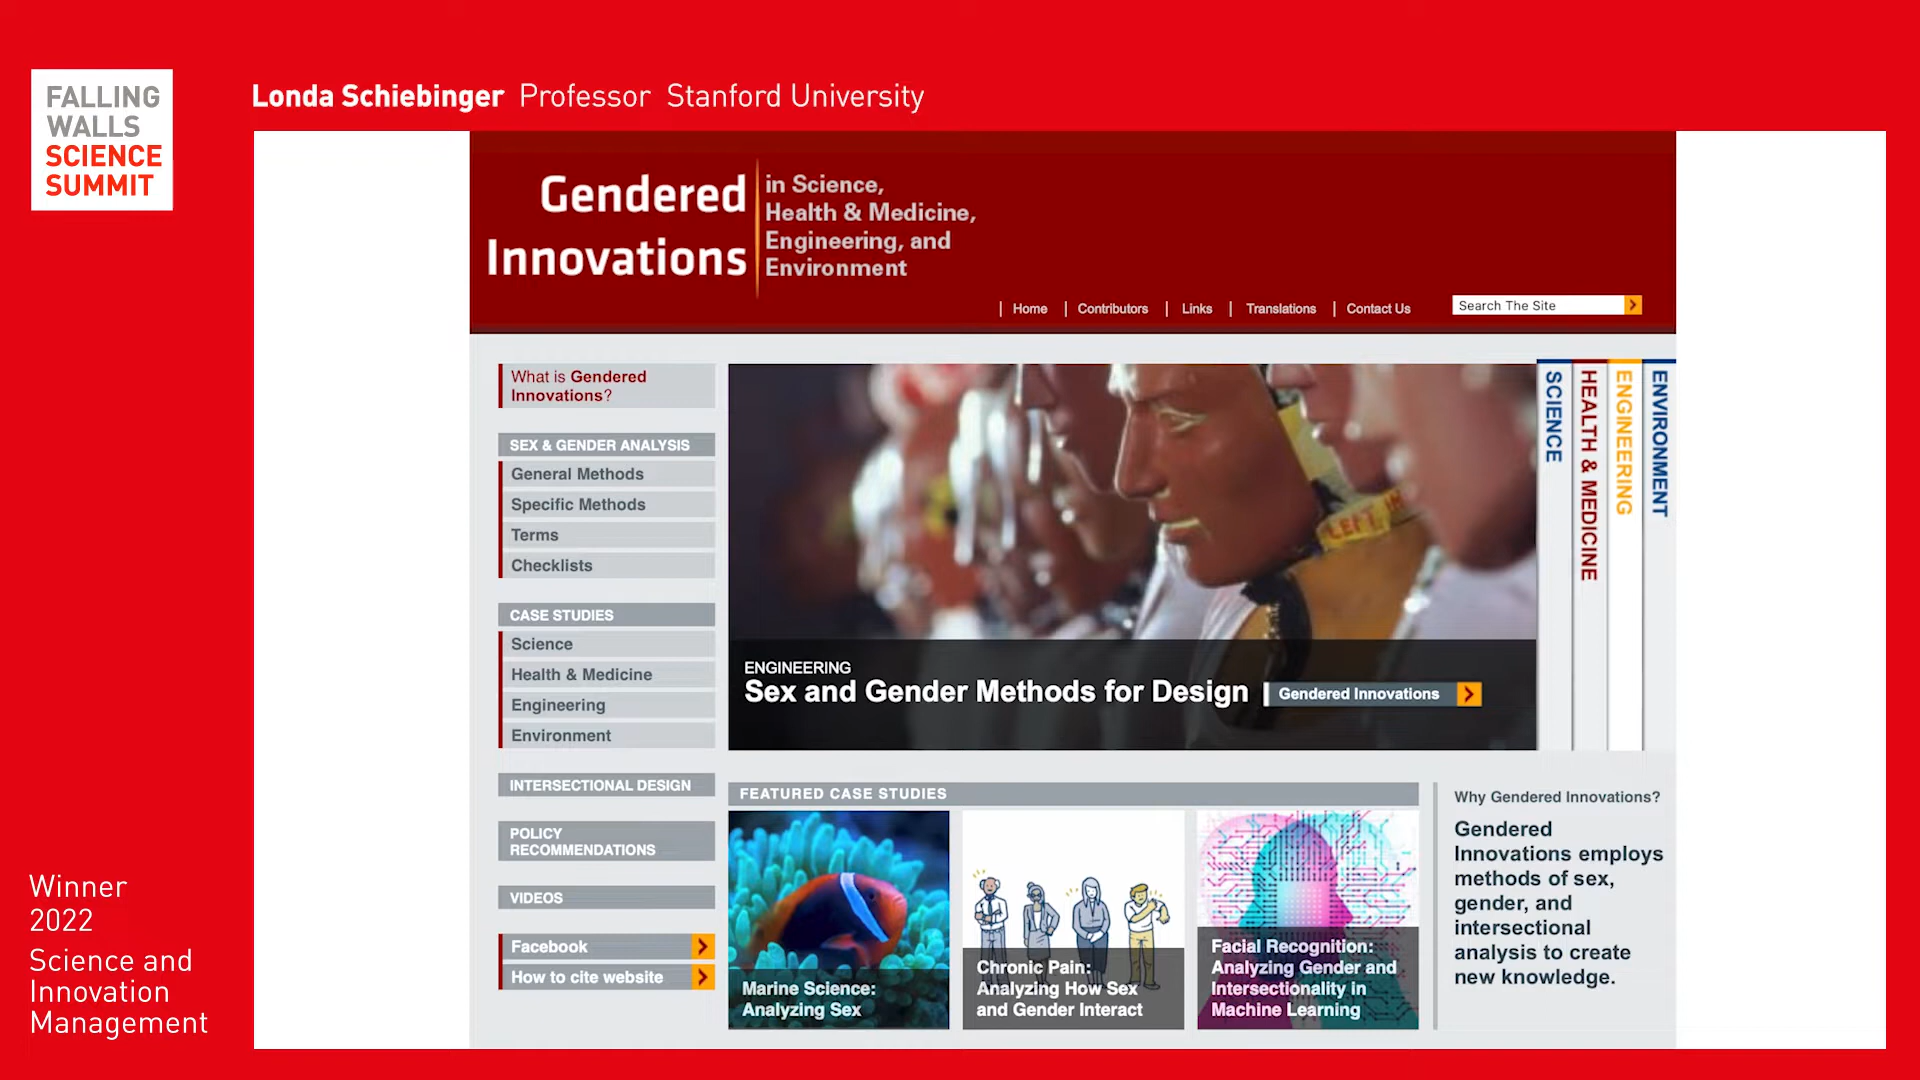 FALLING
WALLS
SCIENCE
SUMMIT
Londa Schiebinger Professor Stanford University
Gendered
Innovations
in Science,
Health & Medicine,
Engineering, and
Environment
Home
Contributors
Links
Translations
Contact Us
Search The Site
What is Gendered
Innovations?
SEX & GENDER ANALYSIS
General Methods
Specific Methods
Terms
Checklists
CASE STUDIES
Science
Health & Medicine
Engineering
Environment
INTERSECTIONAL DESIGN
POLICY
RECOMMENDATIONS
VIDEOS
Facebook
How to cite website
LEFT
ENGINEERING
Sex and Gender Methods for Design
Gendered Innovations
SCIENCE
HEALTH & MEDICINE
ENGINEERING
ENVIRONMENT
FEATURED CASE STUDIES
Marine Science:
Analyzing Sex
Chronic Pain:
Analyzing How Sex
and Gender Interact
Facial Recognition:
Analyzing Gender and
Intersectionality in
Machine Learning
Why Gendered Innovations?
Gendered
Innovations employs
methods of sex,
gender, and
intersectional
analysis to create
new knowledge.
Winner
2022
Science and
Innovation
Management